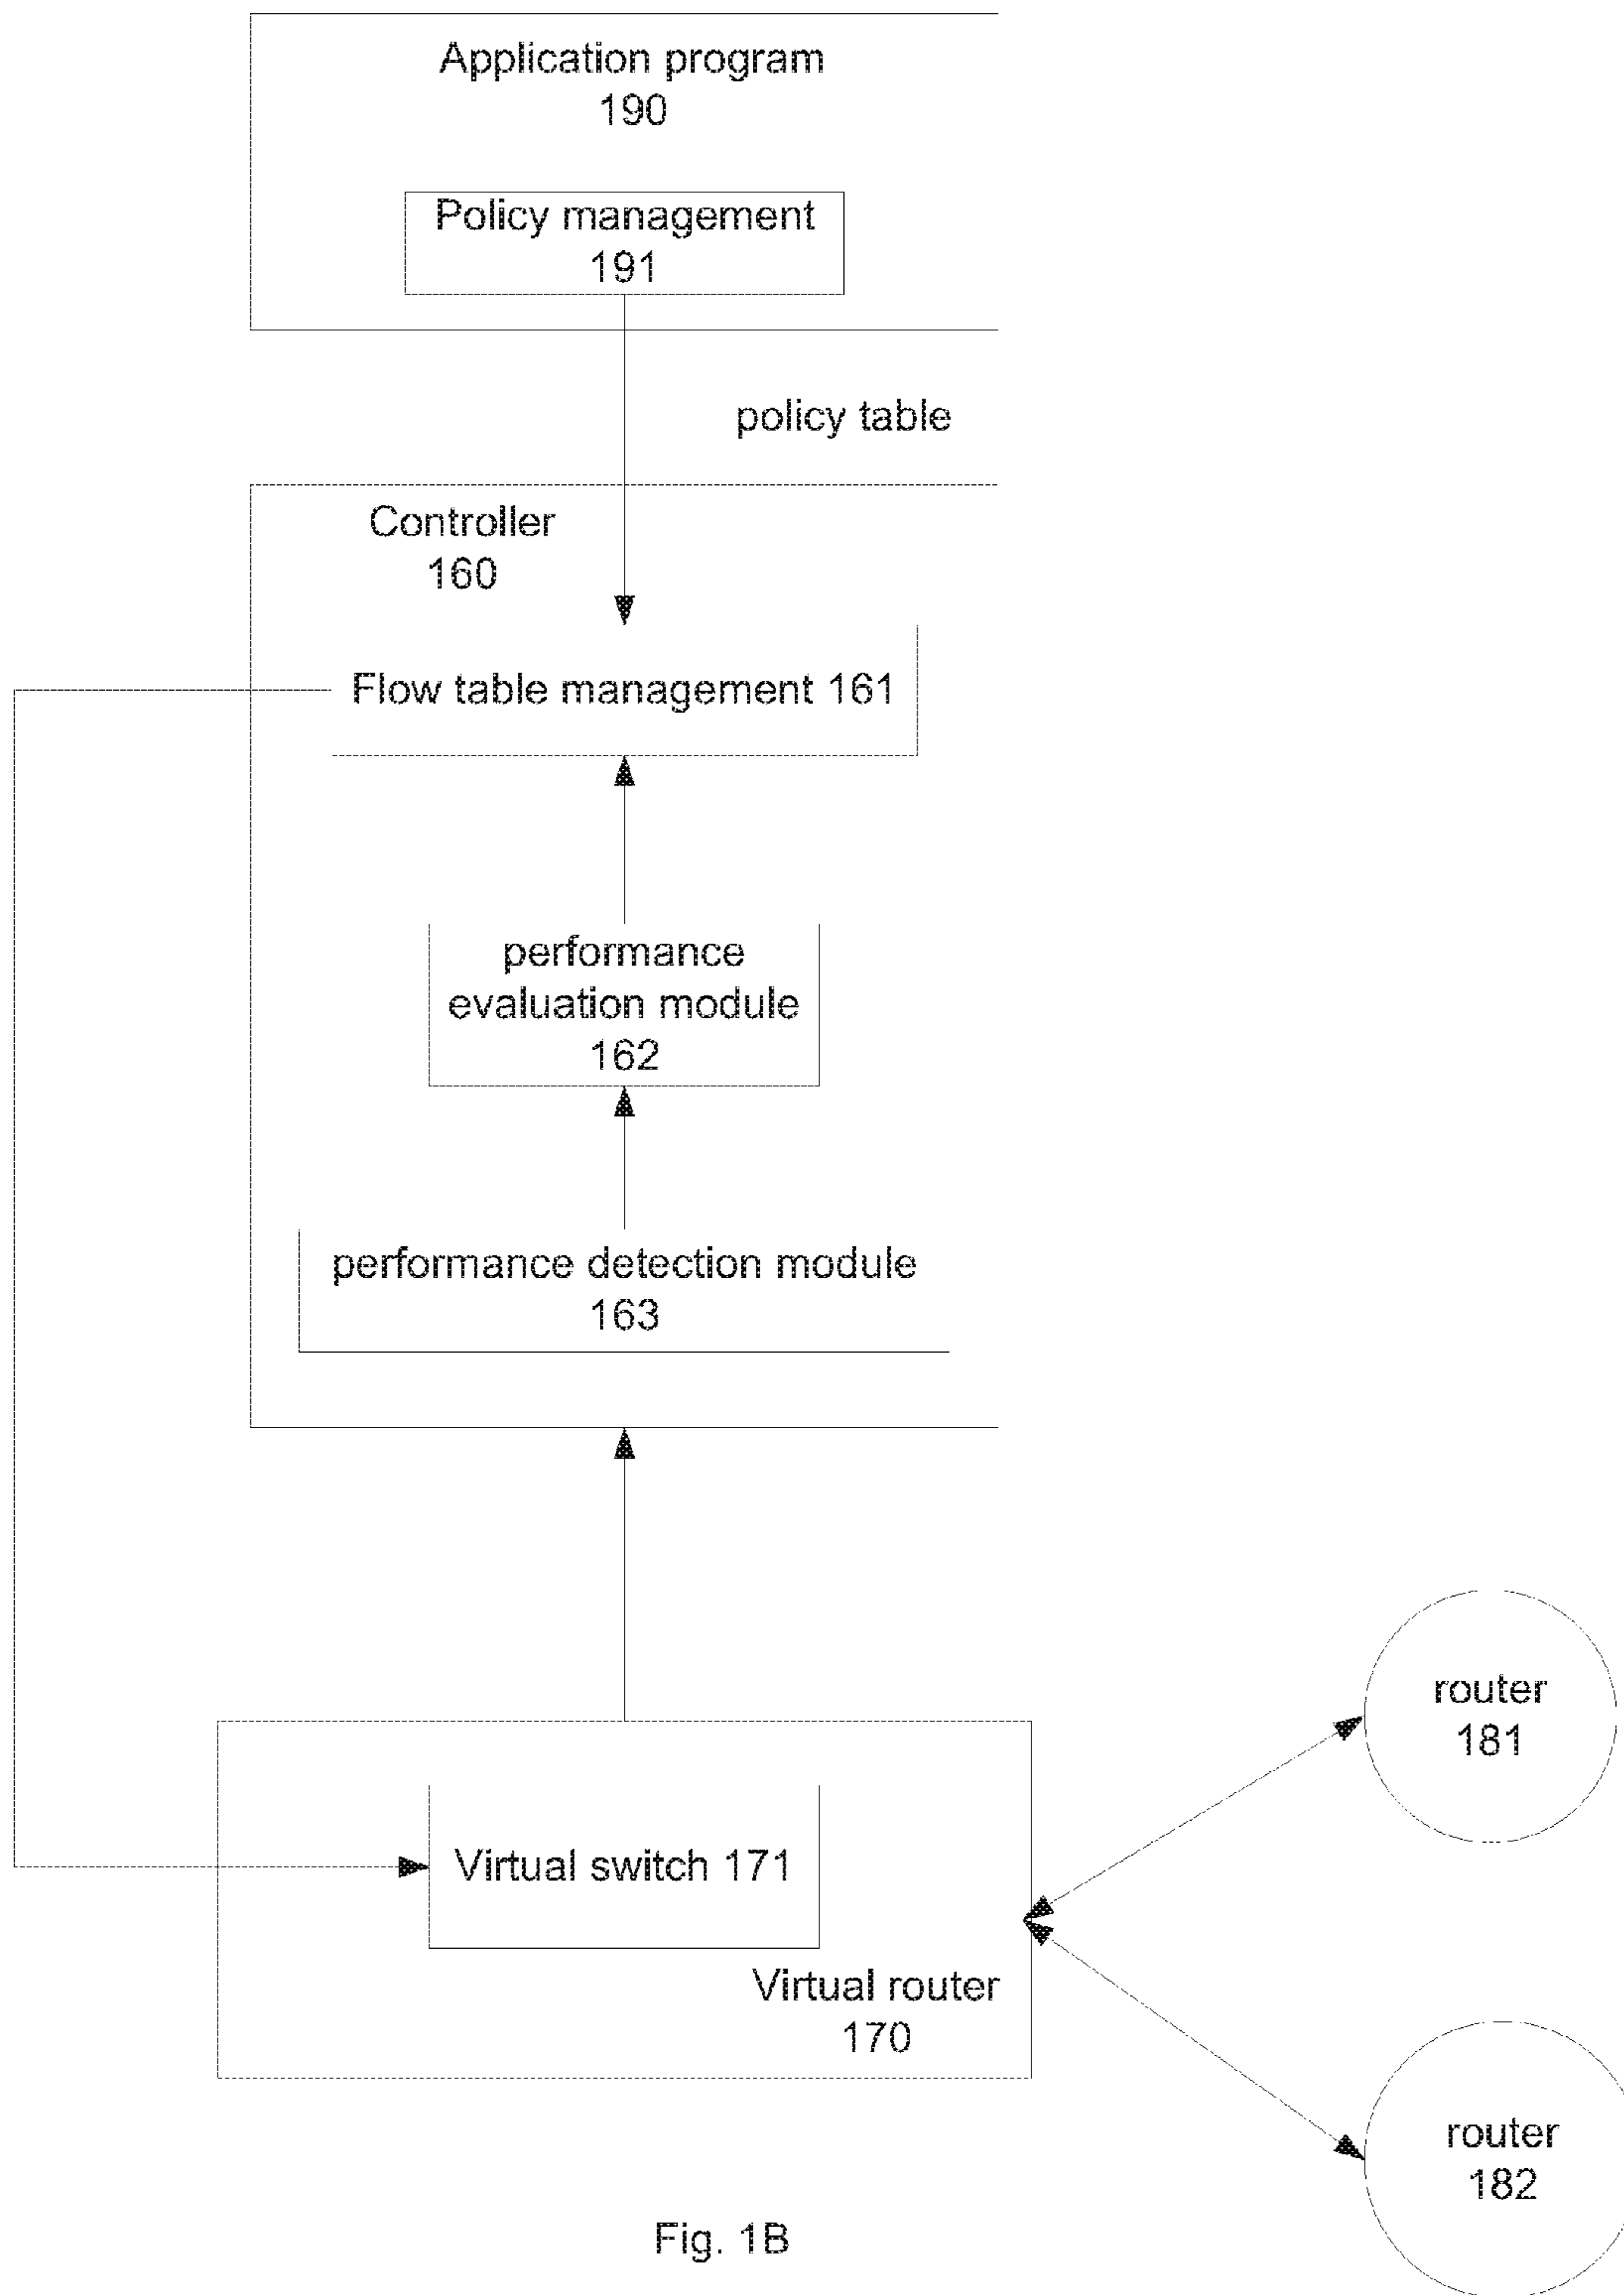 Application program
190
Policy management
191
policy table
Controller
160
Flow table management 161
performance
evaluation module
162
performance detection module
163
router
181
Virtual switch 171
Virtual router
170
router
182
Fig. 1B